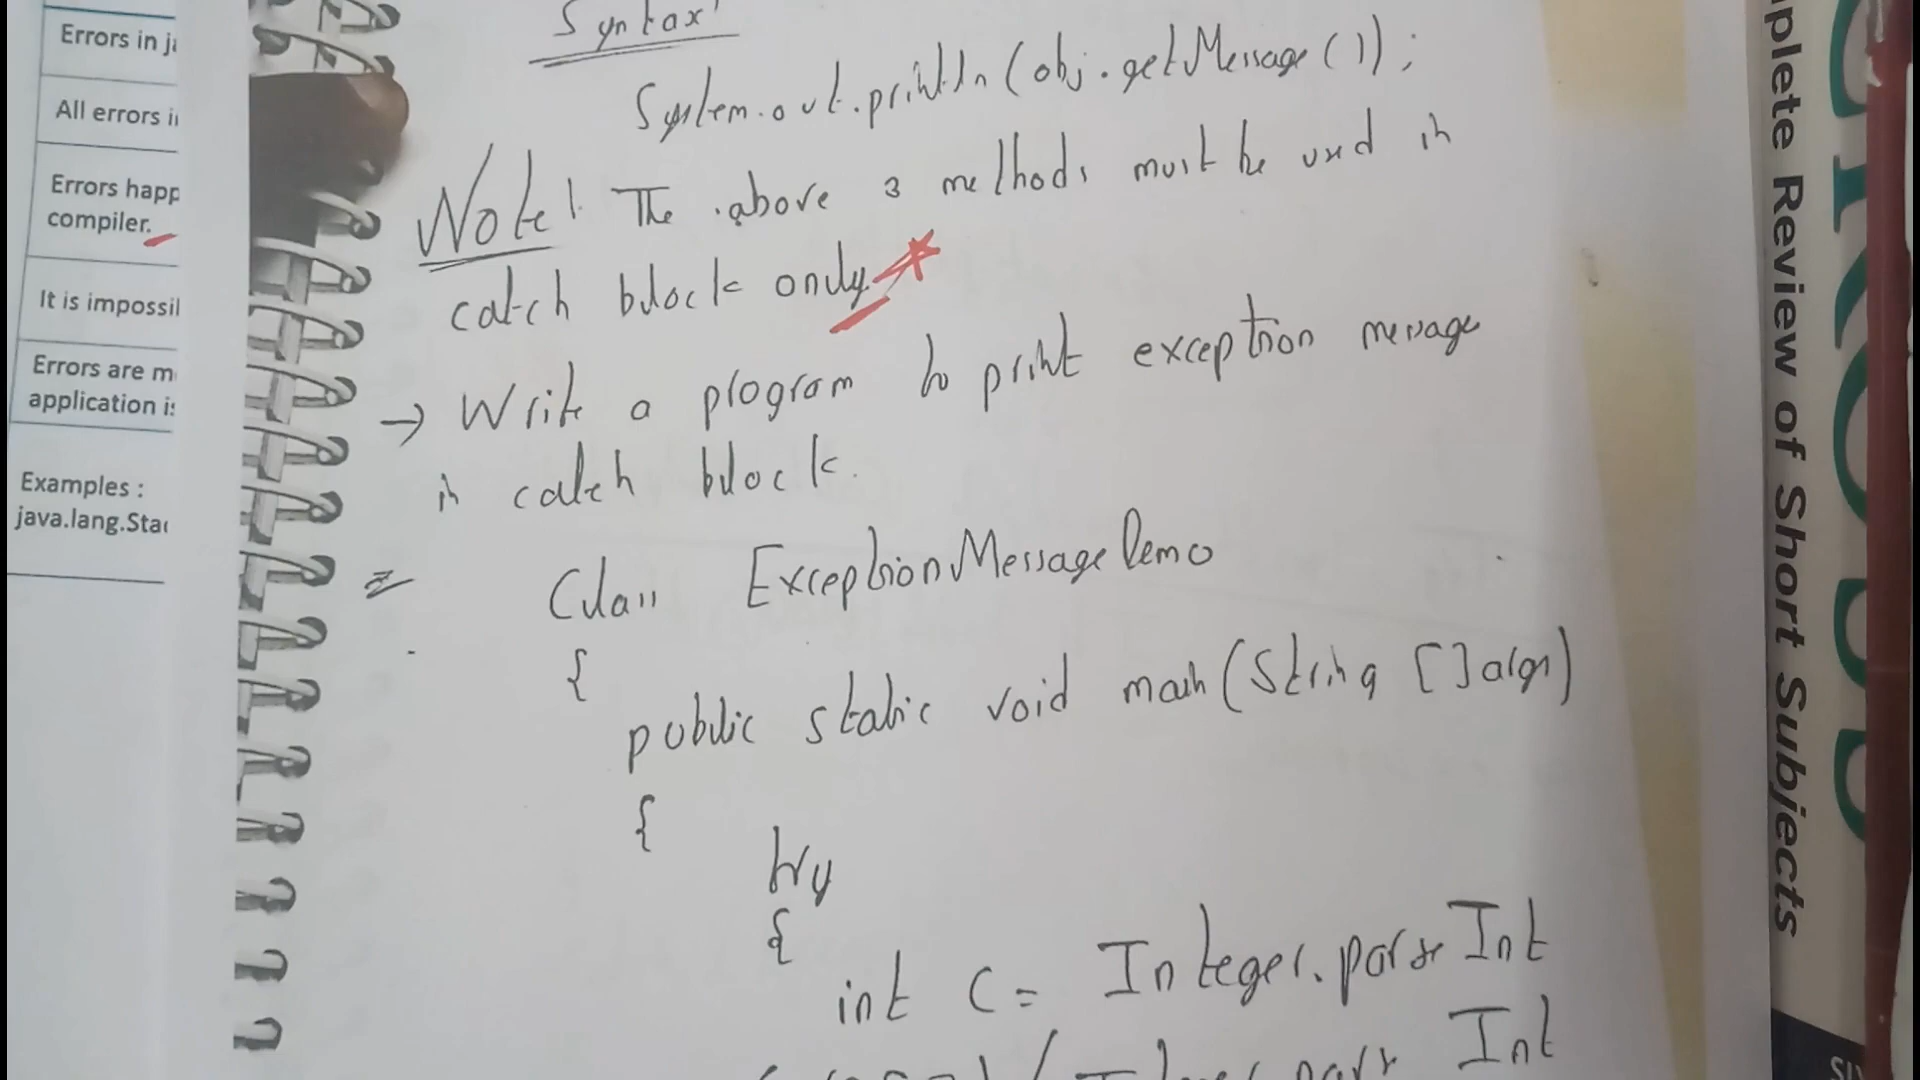 Errors in ja
All errors i
Errors happ
compiler.
It is impossil
Errors are m
application is
Examples :
java.lang.Sta
Syntax:
System.out.println(obj.getMessage());
Note: The above 3 methods must be used in
catch block only
→ Write a program to print exception message
in catch block.
Class ExceptionMessageDemo
{
public static void main(String []args)
{
try
{
int c= Integer.parseInt
Int
plete Review of Short Subjects